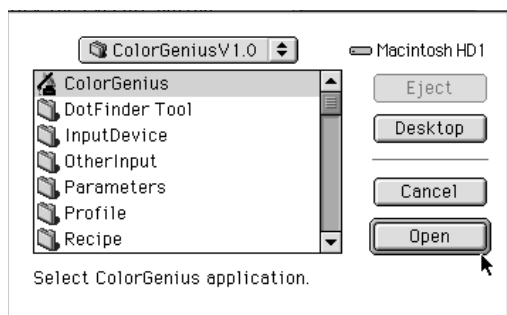 ColorGeniusV1.0
Macintosh HD1
ColorGenius
DotFinder Tool
InputDevice
OtherInput
Parameters
Profile
Recipe
Eject
Desktop
Cancel
Open
Select ColorGenius application.